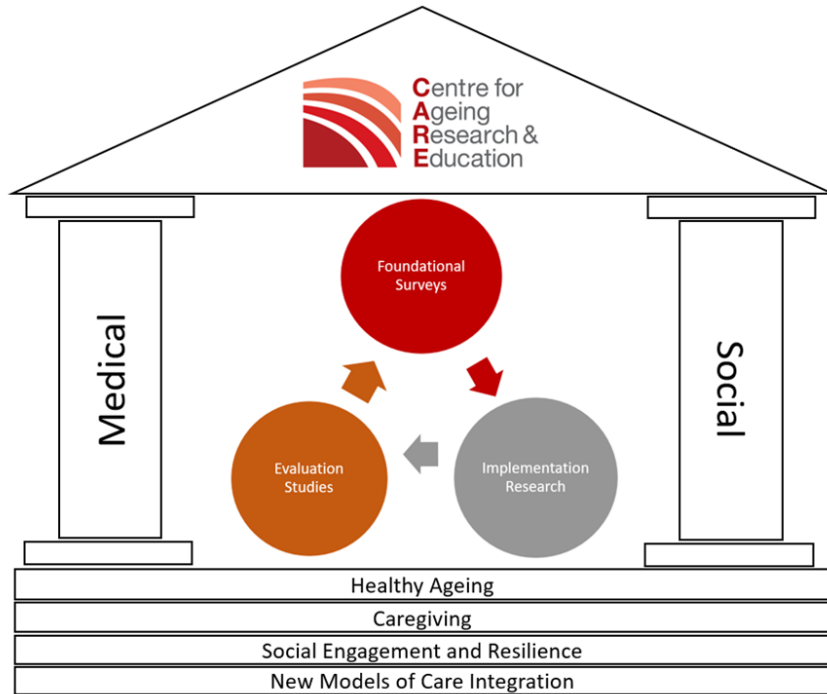 Centre for
Ageing
Research &
Education
Foundational
Surveys
Medical
Social
Evaluation
Studies
Implementation
Research
Healthy Ageing
Caregiving
Social Engagement and Resilience
New Models of Care Integration